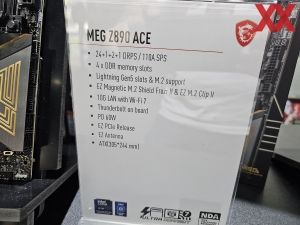 MEG Z890 ACE
24+1+2+1 DRPS / 110A SPS
4 x DDR memory slots
Lightning Gen5 slots & M.2 support
EZ Magnetic M.2 Shield Frozr II & EZ M.2 Clip II
10G LAN with Wi-Fi 7
Thunderbolt on board
PD 60W
EZ PCIe Release
EZ Antenna
ATX(305*244 mm)
ULTRA
NDA